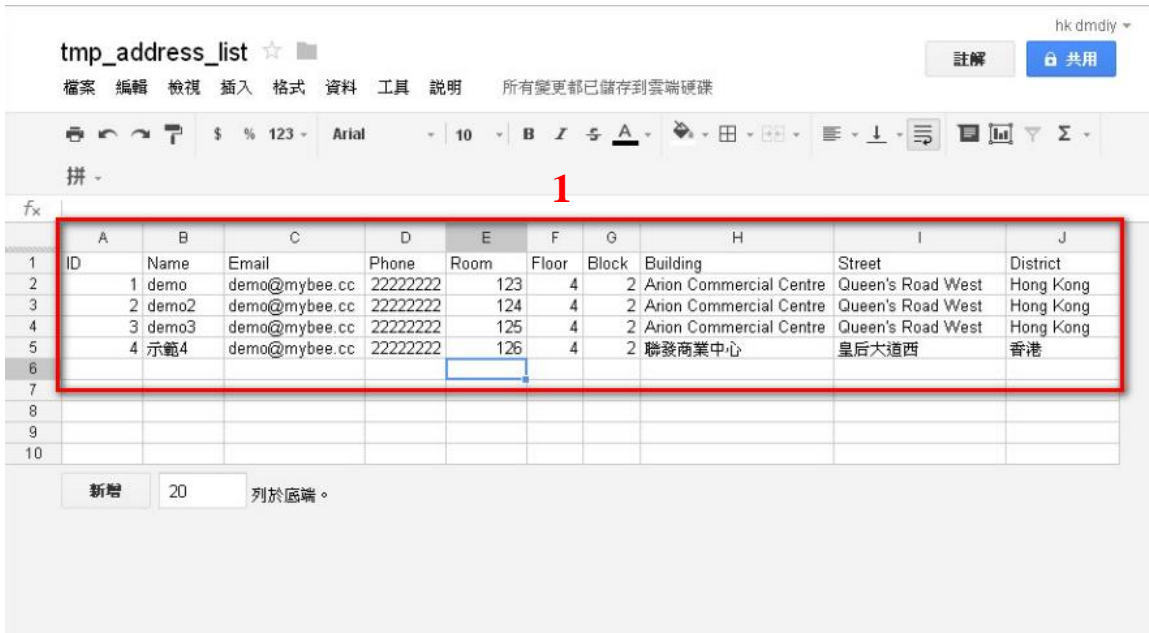 hk dmdiy
tmp_address_list
註解 共用
檔案 編輯 檢視 插入 格式 資料 工具 説明 所有變更都已儲存到雲端硬碟
$ % 123 Arial 10 B I S A Σ
拼
1
fx
A B C D E F G H I J
1 ID Name Email Phone Room Floor Block Building Street District
2 1 demo demo@mybee.cc 22222222 123 4 2 Arion Commercial Centre Queen's Road West Hong Kong
3 2 demo2 demo@mybee.cc 22222222 124 4 2 Arion Commercial Centre Queen's Road West Hong Kong
4 3 demo3 demo@mybee.cc 22222222 125 4 2 Arion Commercial Centre Queen's Road West Hong Kong
5 4 示範4 demo@mybee.cc 22222222 126 4 2 聯發商業中心 皇后大道西 香港
6
7
8
9
10
新增 20 列於底端。